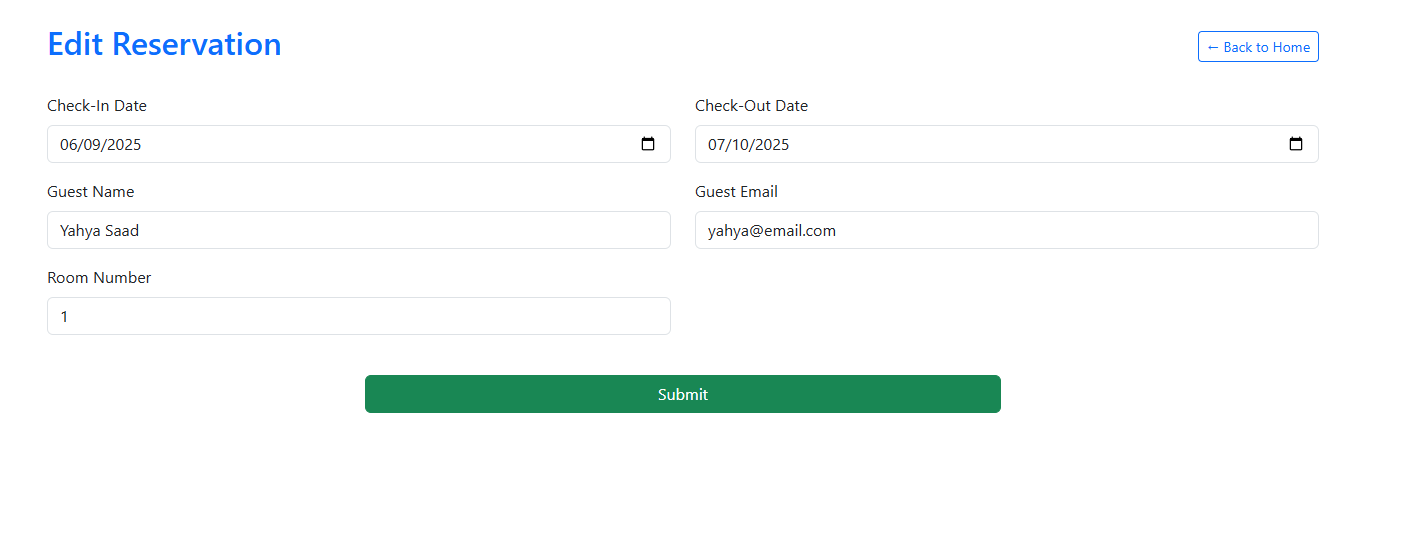 Edit Reservation
← Back to Home
Check-In Date
Check-Out Date
06/09/2025
07/10/2025
Guest Name
Guest Email
Yahya Saad
yahya@email.com
Room Number
1
Submit